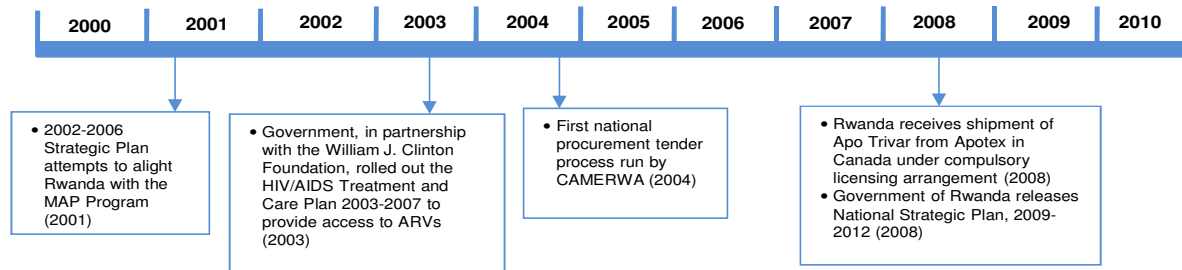 2000 2001 2002 2003 2004 2005 2006 2007 2008 2009 2010
• 2002-2006
Strategic Plan
attempts to alight
Rwanda with the
MAP Program
(2001)
• Government, in partnership
with the William J. Clinton
Foundation, rolled out the
HIV/AIDS Treatment and
Care Plan 2003-2007 to
provide access to ARVs
(2003)
• First national
procurement tender
process run by
CAMERWA (2004)
• Rwanda receives shipment of
Apo Trivar from Apotex in
Canada under compulsory
licensing arrangement (2008)
• Government of Rwanda releases
National Strategic Plan, 2009-
2012 (2008)